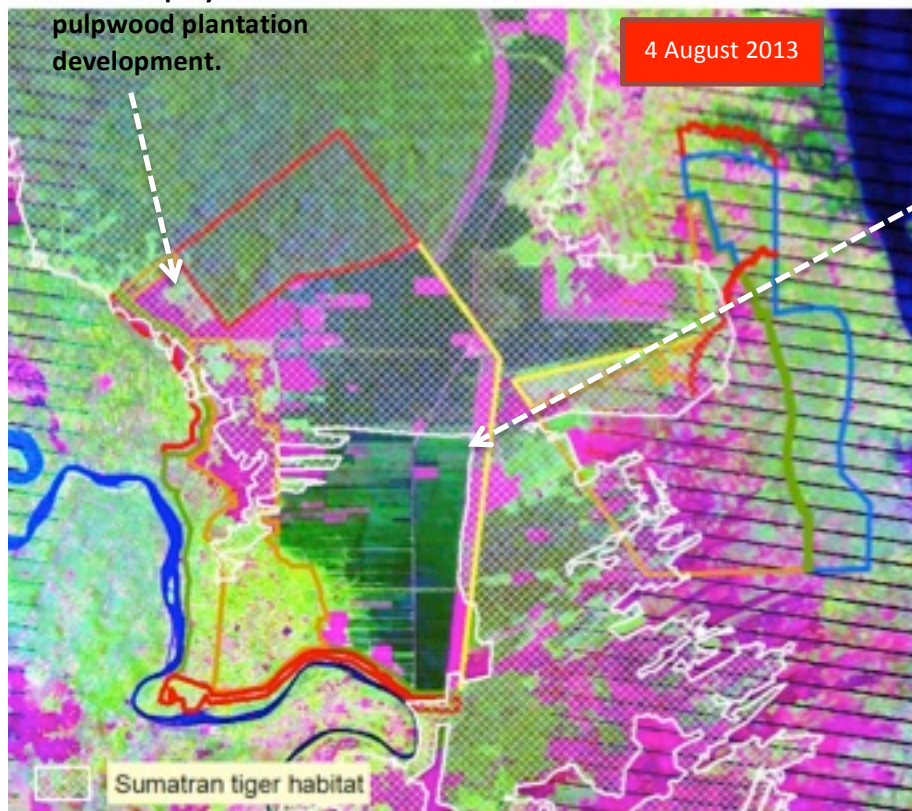 pulpwood plantation
development.
4 August 2013
Sumatran tiger habitat